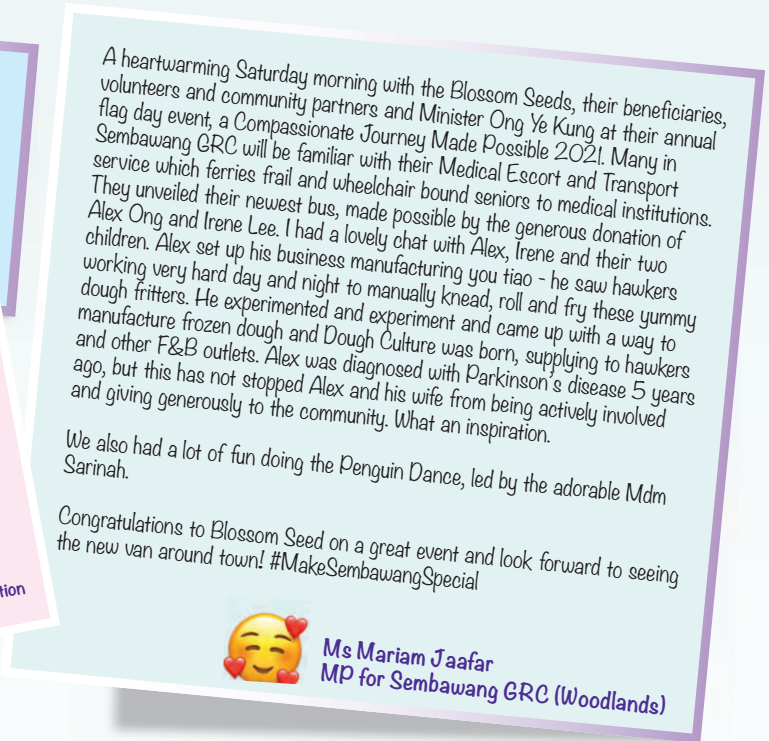 A heartwarming Saturday morning with the Blossom Seeds, their beneficiaries,
volunteers and community partners and Minister Ong Ye Kung at their annual
flag day event, a Compassionate Journey Made Possible 2021. Many in
Sembawang GRC will be familiar with their Medical Escort and Transport
service which ferries frail and wheelchair bound seniors to medical institutions.
They unveiled their newest bus, made possible by the generous donation of
Alex Ong and Irene Lee. I had a lovely chat with Alex, Irene and their two
children. Alex set up his business manufacturing you tiao - he saw hawkers
working very hard day and night to manually knead, roll and fry these yummy
dough fritters. He experimented and experiment and came up with a way to
manufacture frozen dough and Dough Culture was born, supplying to hawkers
and other F&B outlets. Alex was diagnosed with Parkinson's disease 5 years
ago, but this has not stopped Alex and his wife from being actively involved
and giving generously to the community. What an inspiration.
We also had a lot of fun doing the Penguin Dance, led by the adorable Mdm
Sarinah.
Congratulations to Blossom Seed on a great event and look forward to seeing
the new van around town! #MakeSembawangSpecial
tion
Ms Mariam Jaafar
MP for Sembawang GRC (Woodlands)